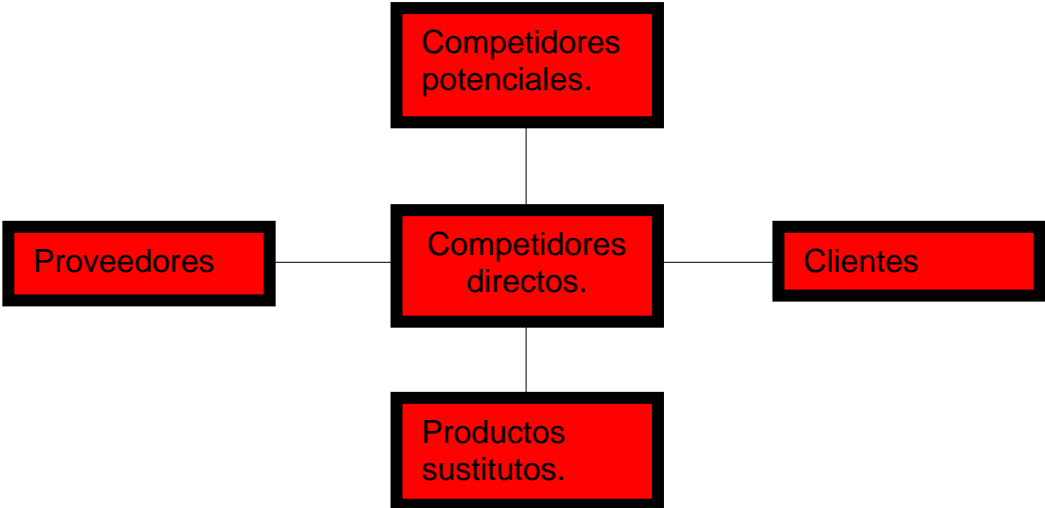 Competidores
potenciales.
Proveedores
Competidores
directos.
Clientes
Productos
sustitutos.